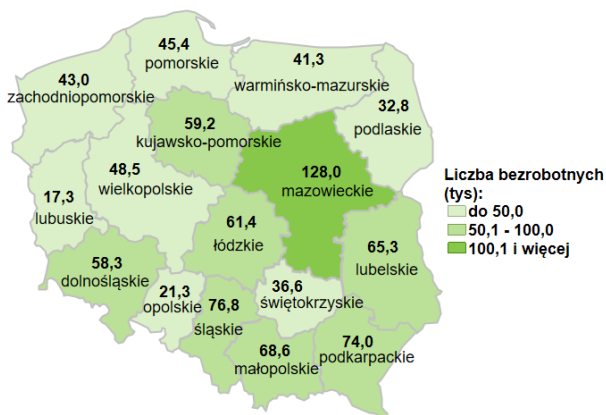 45,4
pomorskie
41,3
warmińsko-mazurskie
43,0
zachodniopomorskie
32,8
podlaskie
59,2
kujawsko-pomorskie
128,0
mazowieckie
48,5
wielkopolskie
17,3
lubuskie
61,4
łódzkie
65,3
lubelskie
58,3
dolnośląskie
21,3
opolskie
76,8
śląskie
36,6
świętokrzyskie
68,6
małopolskie
74,0
podkarpackie
Liczba bezrobotnych
(tys):
do 50,0
50,1 - 100,0
100,1 i więcej